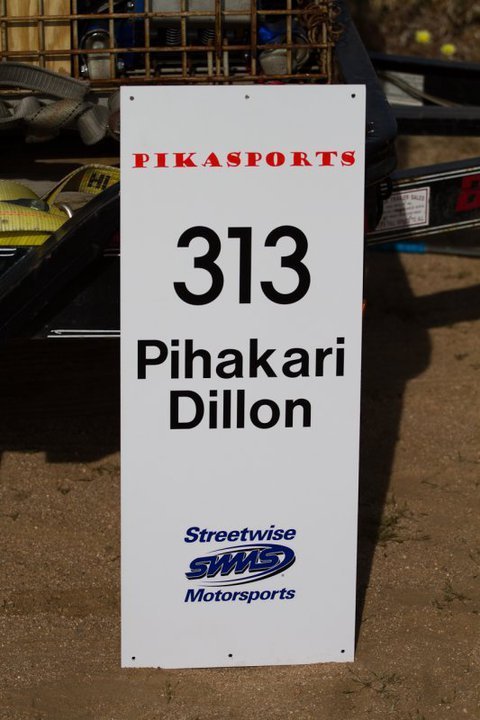 PIKASPORTS
313
Pihakari
Dillon
Streetwise
SWMS
Motorsports